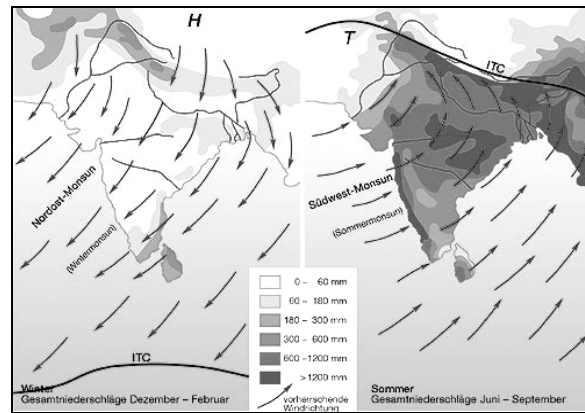 H
Nordost-Monsun
(Wintermonsun)
ITC
Winter
Gesamtniederschläge Dezember – Februar
T
ITC
Südwest-Monsun
(Sommermonsun)
Sommer
Gesamtniederschläge Juni – September
0 – 60 mm
60 – 180 mm
180 – 300 mm
300 – 600 mm
600 – 1200 mm
>1200 mm
vorherrschende
Windrichtung